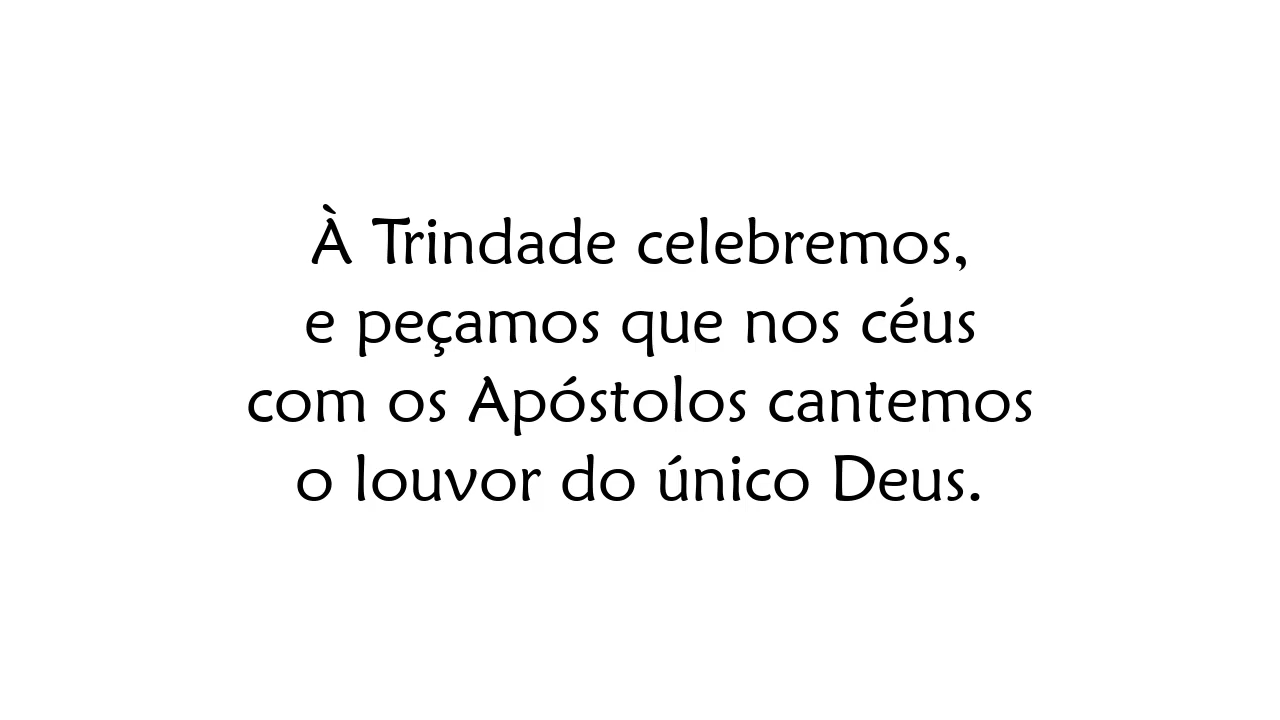 À Trindade celebremos,
e peçamos que nos céus
com os Apóstolos cantemos
o louvor do único Deus.